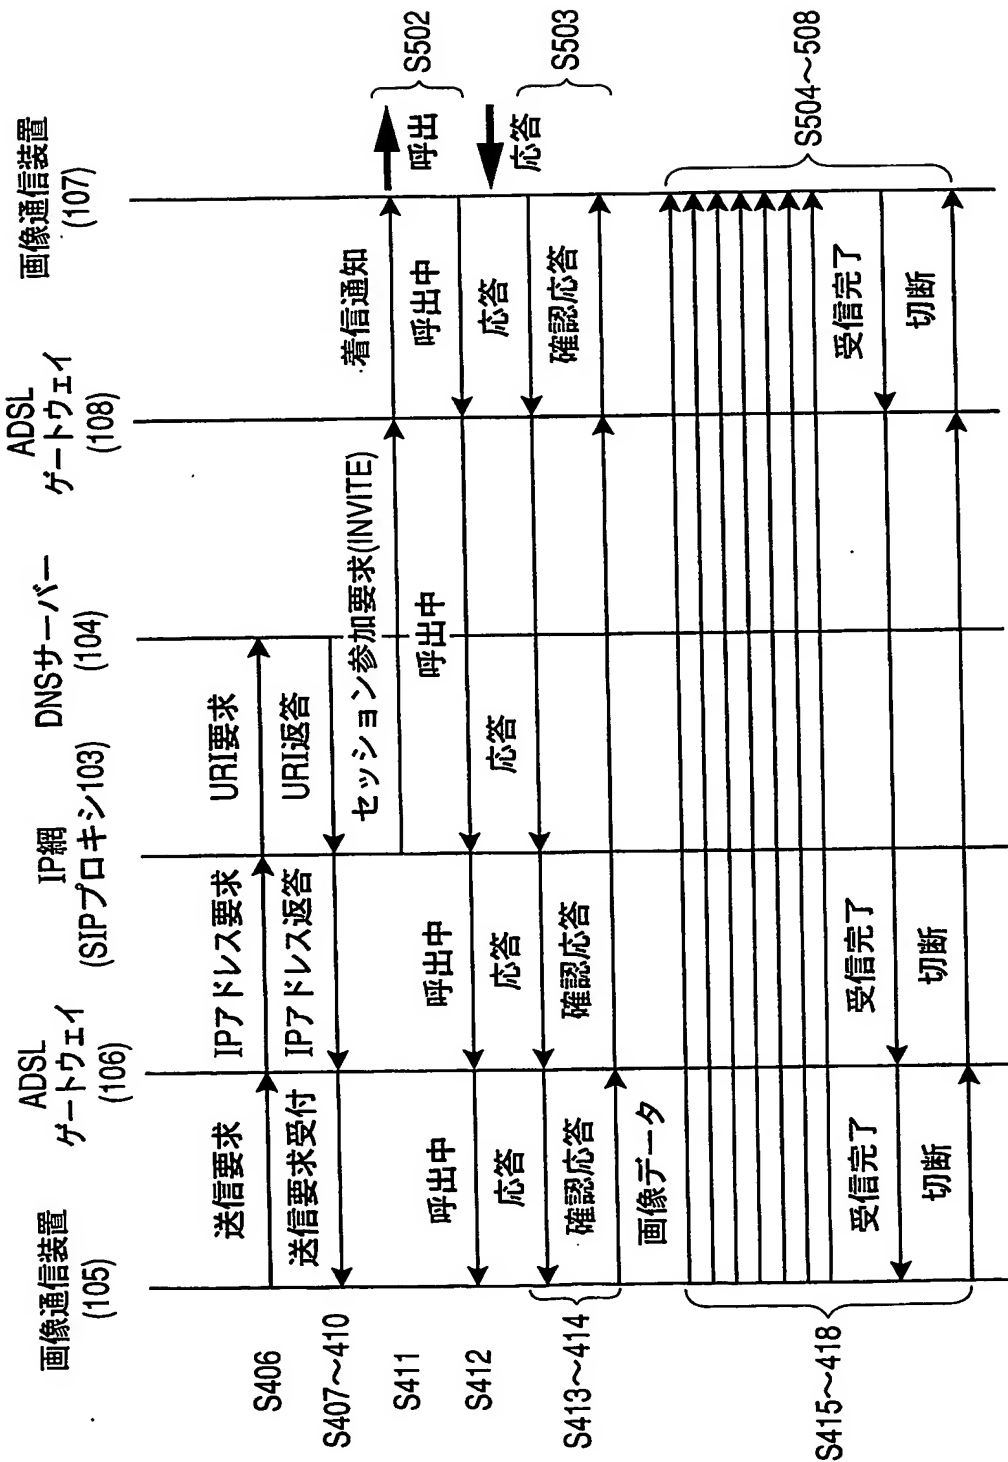 画像通信装置
(105)
ADSL
ゲートウェイ
(106)
IP網
(SIPプロキシ103)
DNSサーバー
(104)
ADSL
ゲートウェイ
(108)
画像通信装置
(107)
S406
送信要求
IPアドレス要求
URI要求
S407～410
送信要求受付
IPアドレス返答
URI返答
S411
セッション参加要求(INVITE)
着信通知
呼出
S502
S412
呼出中
呼出中
呼出中
呼出中
応答
応答
応答
応答
応答
S503
S413～414
確認応答
確認応答
確認応答
画像データ
S415～418
S504～508
受信完了
受信完了
受信完了
切断
切断
切断